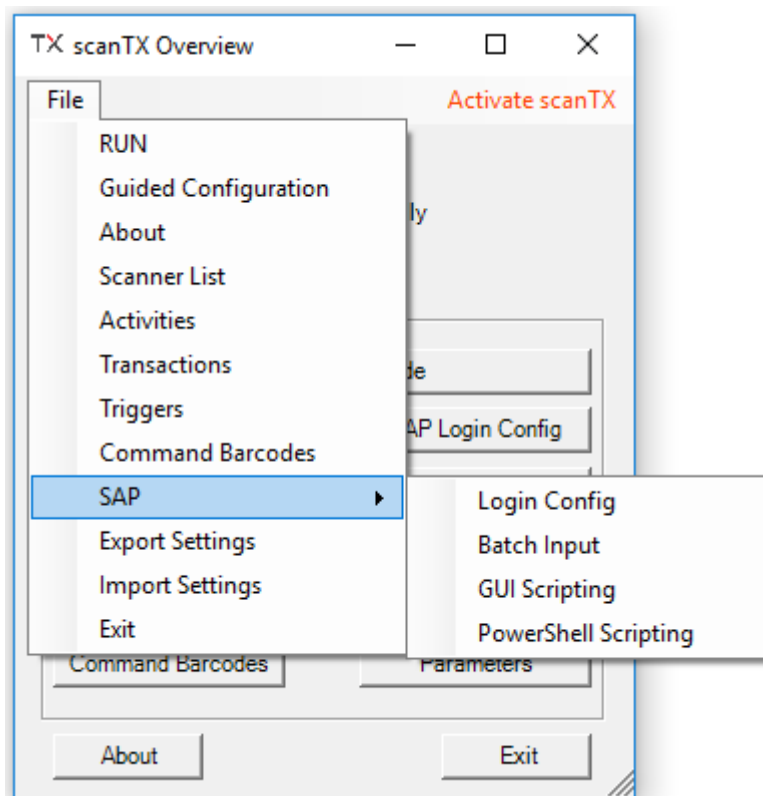 TX scanTX Overview
File
Activate scanTX
RUN
Guided Configuration
About
Scanner List
Activities
Transactions
Triggers
Command Barcodes
SAP
Export Settings
Import Settings
Exit
Login Config
Batch Input
GUI Scripting
PowerShell Scripting
ly
de
AP Login Config
Command Barcodes
Parameters
About
Exit